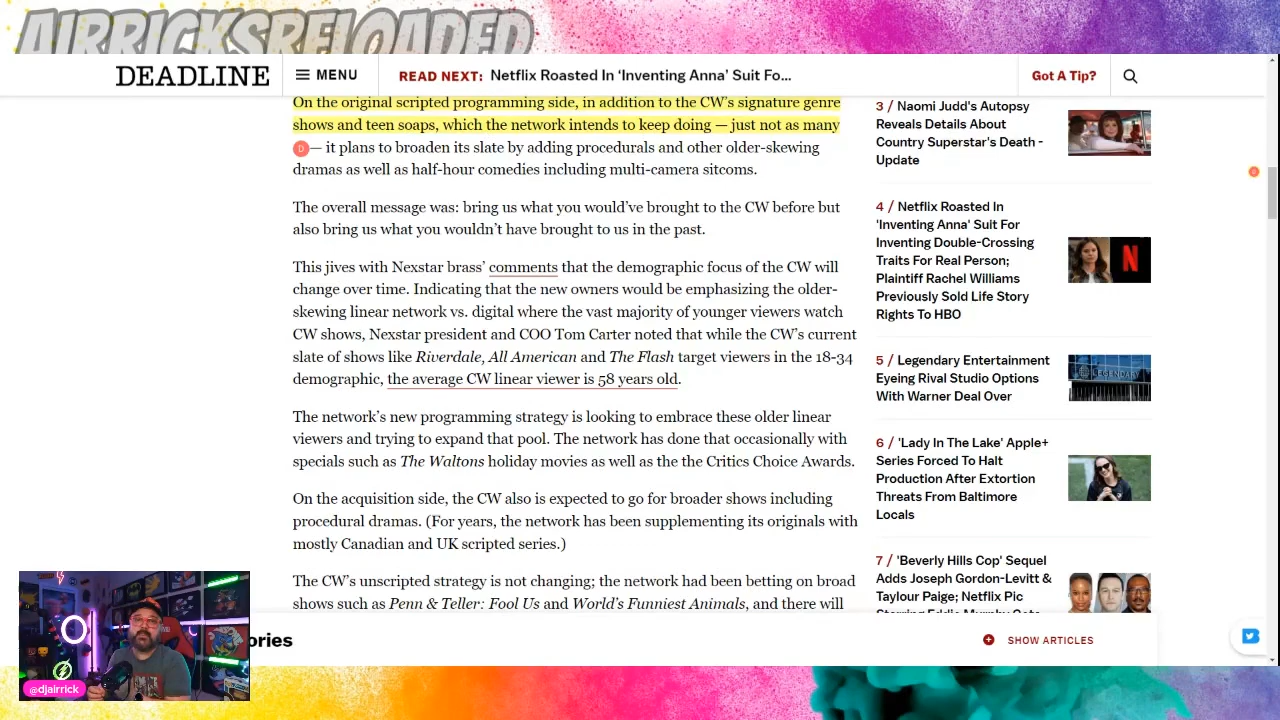 AIRRICKSRELOADED
DEADLINE
MENU
READ NEXT: Netflix Roasted In ‘Inventing Anna’ Suit Fo...
Got A Tip?
On the original scripted programming side, in addition to the CW’s signature genre
shows and teen soaps, which the network intends to keep doing — just not as many
— it plans to broaden its slate by adding procedurals and other older-skewing
dramas as well as half-hour comedies including multi-camera sitcoms.
The overall message was: bring us what you would’ve brought to the CW before but
also bring us what you wouldn’t have brought to us in the past.
This jives with Nexstar brass’ comments that the demographic focus of the CW will
change over time. Indicating that the new owners would be emphasizing the older-
skewing linear network vs. digital where the vast majority of younger viewers watch
CW shows, Nexstar president and COO Tom Carter noted that while the CW’s current
slate of shows like Riverdale, All American and The Flash target viewers in the 18-34
demographic, the average CW linear viewer is 58 years old.
The network’s new programming strategy is looking to embrace these older linear
viewers and trying to expand that pool. The network has done that occasionally with
specials such as The Waltons holiday movies as well as the the Critics Choice Awards.
On the acquisition side, the CW also is expected to go for broader shows including
procedural dramas. (For years, the network has been supplementing its originals with
mostly Canadian and UK scripted series.)
The CW’s unscripted strategy is not changing; the network had been betting on broad
shows such as Penn & Teller: Fool Us and World’s Funniest Animals, and there will
3 / Naomi Judd's Autopsy
Reveals Details About
Country Superstar's Death -
Update
4 / Netflix Roasted In
'Inventing Anna' Suit For
Inventing Double-Crossing
Traits For Real Person;
Plaintiff Rachel Williams
Previously Sold Life Story
Rights To HBO
5 / Legendary Entertainment
Eyeing Rival Studio Options
With Warner Deal Over
LEGENDARY
6 / 'Lady In The Lake' Apple+
Series Forced To Halt
Production After Extortion
Threats From Baltimore
Locals
7 / 'Beverly Hills Cop' Sequel
Adds Joseph Gordon-Levitt &
Taylour Paige; Netflix Pic
ories
SHOW ARTICLES
@djairrick